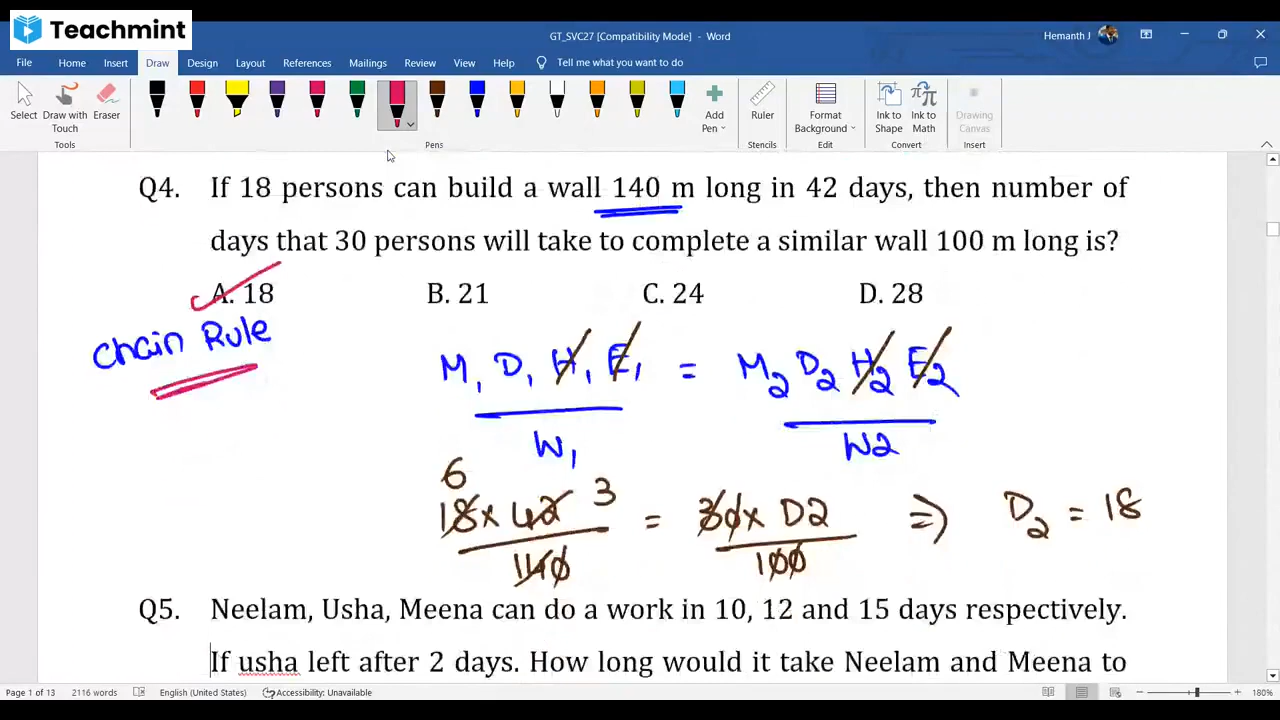 Teachmint
GT_SVC27 [Compatibility Mode] - Word
Hemanth J
File Home Insert Draw Design Layout References Mailings Review View Help Tell me what you want to do
Select
Draw with Touch
Eraser
Add Pen
Ruler
Format Background
Ink to Shape
Ink to Math
Drawing Canvas
Tools Pens Stencils Edit Convert Insert
Q4. If 18 persons can build a wall 140 m long in 42 days, then number of
days that 30 persons will take to complete a similar wall 100 m long is?
A. 18 B. 21 C. 24 D. 28
Chain Rule
M₁ D₁ H₁ E₁ = M₂ D₂ H₂ E₂
W₁ W2
6
18 × 42 3 = 30 × D2 ⇒ D₂ = 18
140 100
Q5. Neelam, Usha, Meena can do a work in 10, 12 and 15 days respectively.
If usha left after 2 days. How long would it take Neelam and Meena to
Page 1 of 13 2116 words English (United States) Accessibility: Unavailable 180%